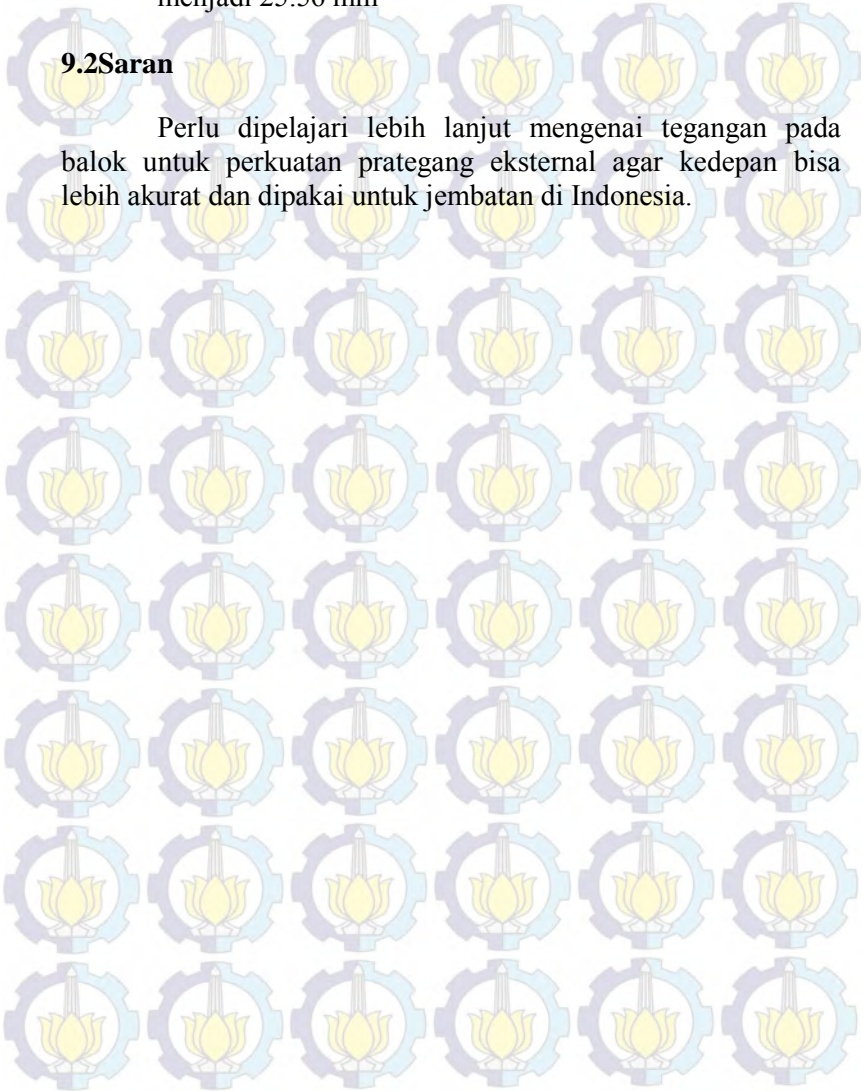 9.2Saran
Perlu dipelajari lebih lanjut mengenai tegangan pada
balok untuk perkuatan prategang eksternal agar kedepan bisa
lebih akurat dan dipakai untuk jembatan di Indonesia.